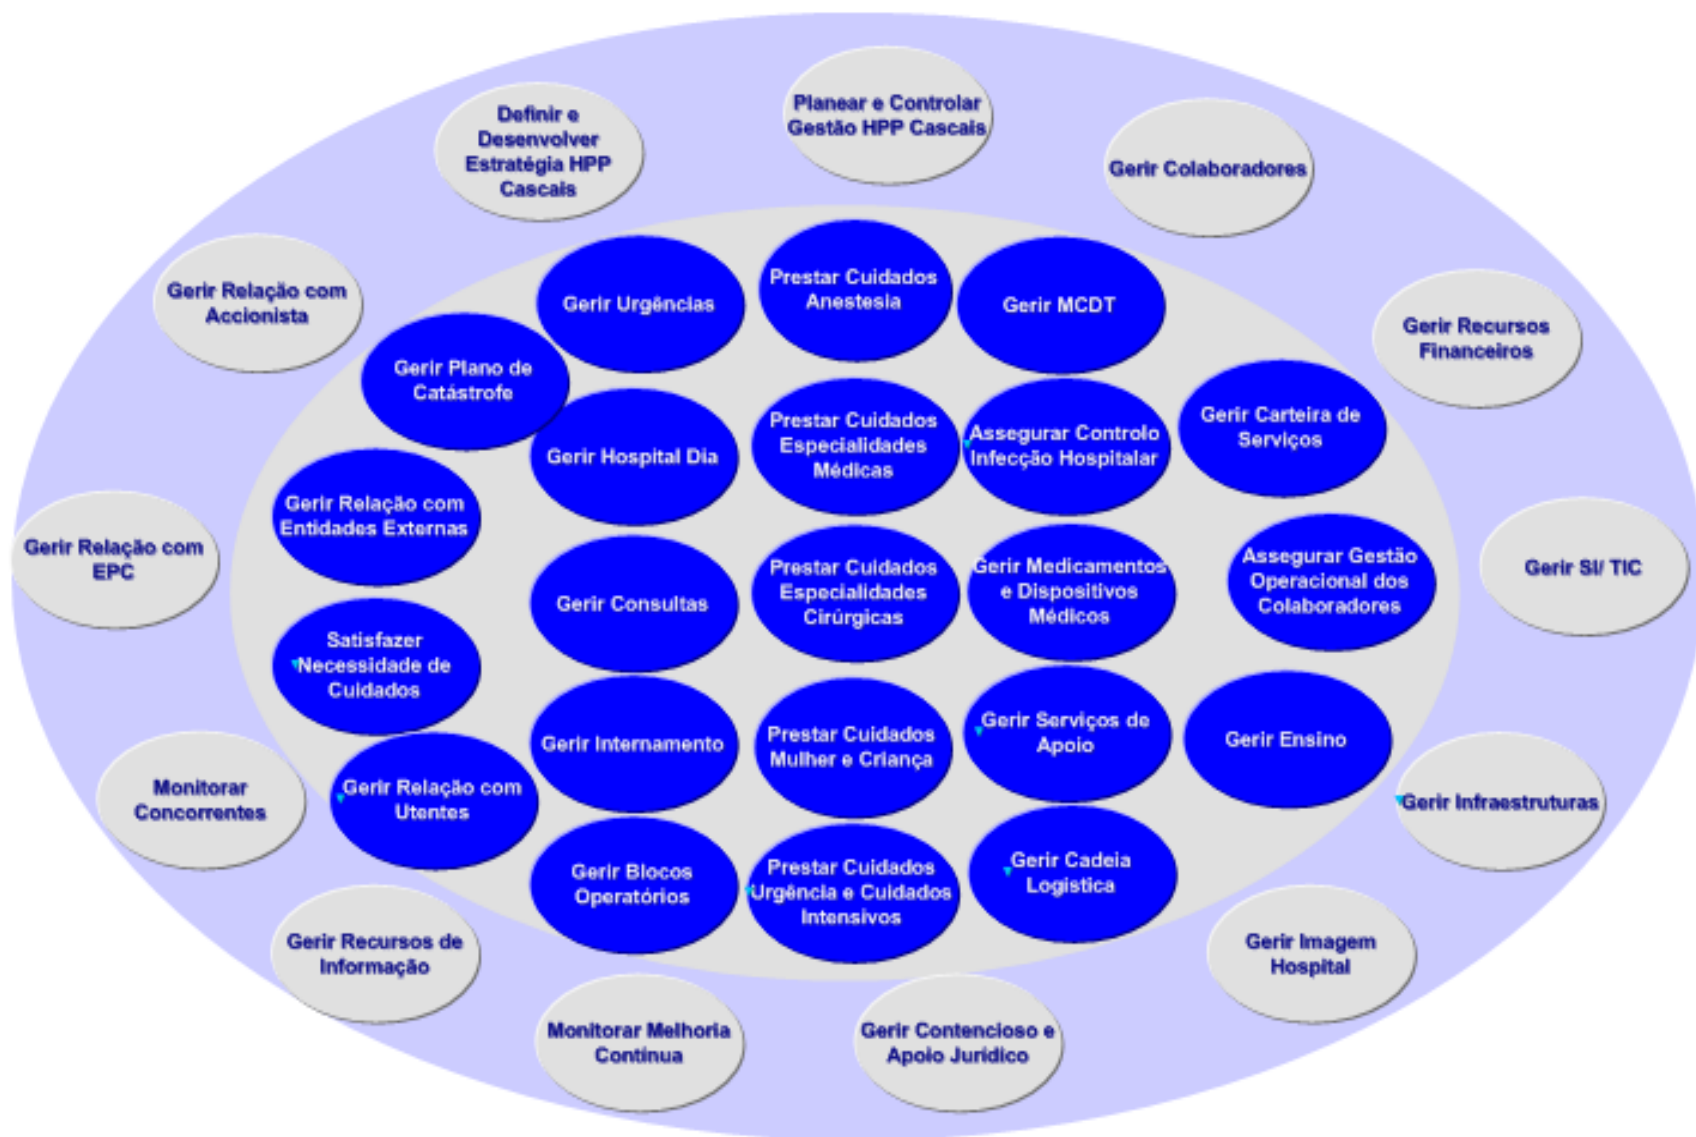 Planear e Controlar
Gestão HPP Cascais
Definir e
Desenvolver
Estratégia HPP
Cascais
Gerir Colaboradores
Gerir Relação com
Accionista
Gerir Recursos
Financeiros
Gerir Relação com
EPC
Gerir SI/ TIC
Monitorar
Concorrentes
Gerir Infraestruturas
Gerir Recursos de
Informação
Gerir Imagem
Hospital
Monitorar Melhoria
Contínua
Gerir Contencioso e
Apoio Jurídico
Gerir Urgências
Prestar Cuidados
Anestesia
Gerir MCDT
Gerir Plano de
Catástrofe
Gerir Hospital Dia
Prestar Cuidados
Especialidades
Médicas
Assegurar Controlo
Infecção Hospitalar
Gerir Carteira de
Serviços
Gerir Relação com
Entidades Externas
Gerir Consultas
Prestar Cuidados
Especialidades
Cirúrgicas
Gerir Medicamentos
e Dispositivos
Médicos
Assegurar Gestão
Operacional dos
Colaboradores
Satisfazer
Necessidade de
Cuidados
Gerir Internamento
Prestar Cuidados
Mulher e Criança
Gerir Serviços de
Apoio
Gerir Ensino
Gerir Relação com
Utentes
Gerir Blocos
Operatórios
Prestar Cuidados
Urgência e Cuidados
Intensivos
Gerir Cadeia
Logística